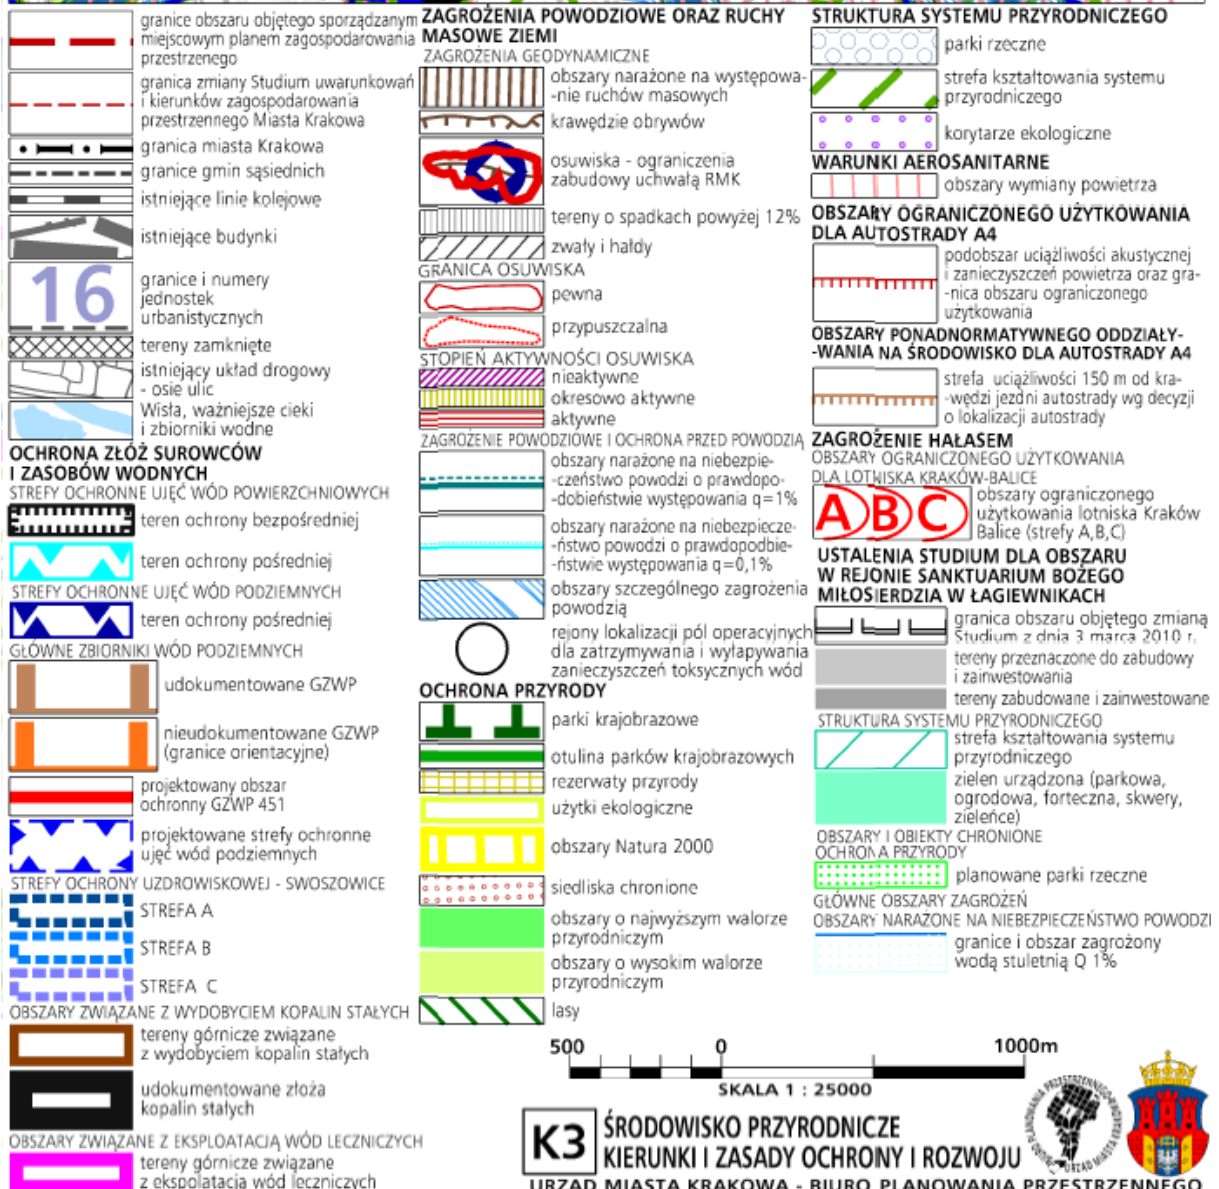 granice obszaru objętego sporządzanym
miejscowym planem zagospodarowania
przestrzenego
granica zmiany Studium uwarunkowań
i kierunków zagospodarowania
przestrzennego Miasta Krakowa
granica miasta Krakowa
granice gmin sąsiednich
istniejące linie kolejowe
istniejące budynki
16
granice i numery
jednostek
urbanistycznych
tereny zamknięte
istniejący układ drogowy
- osie ulic
Wisła, ważniejsze cieki
i zbiorniki wodne
OCHRONA ZŁÓŻ SUROWCÓW
I ZASOBÓW WODNYCH
STREFY OCHRONNE UJĘĆ WÓD POWIERZCHNIOWYCH
teren ochrony bezpośredniej
teren ochrony pośredniej
STREFY OCHRONNE UJĘĆ WÓD PODZIEMNYCH
teren ochrony pośredniej
GŁÓWNE ZBIORNIKI WÓD PODZIEMNYCH
udokumentowane GZWP
nieudokumentowane GZWP
(granice orientacyjne)
projektowany obszar
ochronny GZWP 451
projektowane strefy ochronne
ujęć wód podziemnych
STREFY OCHRONY UZDROWISKOWEJ - SWOSZOWICE
STREFA A
STREFA B
STREFA C
OBSZARY ZWIĄZANE Z WYDOBYCIEM KOPALIN STAŁYCH
tereny górnicze związane
z wydobyciem kopalin stałych
udokumentowane złoża
kopalin stałych
OBSZARY ZWIĄZANE Z EKSPLOATACJĄ WÓD LECZNICZYCH
tereny górnicze związane
z ekspolatacją wód leczniczych
ZAGROŻENIA POWODZIOWE ORAZ RUCHY
MASOWE ZIEMI
ZAGROŻENIA GEODYNAMICZNE
obszary narażone na występowa-
-nie ruchów masowych
krawędzie obrywów
osuwiska - ograniczenia
zabudowy uchwałą RMK
tereny o spadkach powyżej 12%
zwały i hałdy
GRANICA OSUWISKA
pewna
przypuszczalna
STOPIEŃ AKTYWNOŚCI OSUWISKA
nieaktywne
okresowo aktywne
aktywne
ZAGROŻENIE POWODZIOWE I OCHRONA PRZED POWODZIĄ
obszary narażone na niebezpie-
-czeństwo powodzi o prawdopo-
-dobieństwie występowania q=1%
obszary narażone na niebezpiecze-
-ństwo powodzi o prawdopodbie-
-ństwie występowania q=0,1%
obszary szczególnego zagrożenia
powodzią
rejony lokalizacji pól operacyjnych
dla zatrzymywania i wyłapywania
zanieczyszczeń toksycznych wód
OCHRONA PRZYRODY
parki krajobrazowe
otulina parków krajobrazowych
rezerwaty przyrody
użytki ekologiczne
obszary Natura 2000
siedliska chronione
obszary o najwyższym walorze
przyrodniczym
obszary o wysokim walorze
przyrodniczym
lasy
STRUKTURA SYSTEMU PRZYRODNICZEGO
parki rzeczne
strefa kształtowania systemu
przyrodniczego
korytarze ekologiczne
WARUNKI AEROSANITARNE
obszary wymiany powietrza
OBSZARY OGRANICZONEGO UŻYTKOWANIA
DLA AUTOSTRADY A4
podobszar uciążliwości akustycznej
i zanieczyszczeń powietrza oraz gra-
-nica obszaru ograniczonego
użytkowania
OBSZARY PONADNORMATYWNEGO ODDZIAŁY-
-WANIA NA ŚRODOWISKO DLA AUTOSTRADY A4
strefa uciążliwości 150 m od kra-
-wędzi jezdni autostrady wg decyzji
o lokalizacji autostrady
ZAGROŻENIE HAŁASEM
OBSZARY OGRANICZONEGO UŻYTKOWANIA
DLA LOTNISKA KRAKÓW-BALICE
A B C
obszary ograniczonego
użytkowania lotniska Kraków
Balice (strefy A,B,C)
USTALENIA STUDIUM DLA OBSZARU
W REJONIE SANKTUARIUM BOŻEGO
MIŁOSIERDZIA W ŁAGIEWNIKACH
granica obszaru objętego zmianą
Studium z dnia 3 marca 2010 r.
tereny przeznaczone do zabudowy
i zainwestowania
tereny zabudowane i zainwestowane
STRUKTURA SYSTEMU PRZYRODNICZEGO
strefa kształtowania systemu
przyrodniczego
zielen urządzona (parkowa,
ogrodowa, forteczna, skwery,
zieleńce)
OBSZARY I OBIEKTY CHRONIONE
OCHRONA PRZYRODY
planowane parki rzeczne
GŁÓWNE OBSZARY ZAGROŻEŃ
OBSZARY NARAŻONE NA NIEBEZPIECZEŃSTWO POWODZI
granice i obszar zagrożony
wodą stuletnią Q 1%
500 0 1000m
SKALA 1 : 25000
K3
ŚRODOWISKO PRZYRODNICZE
KIERUNKI I ZASADY OCHRONY I ROZWOJU
URZĄD MIASTA KRAKOWA - BIURO PLANOWANIA PRZESTRZENNEGO